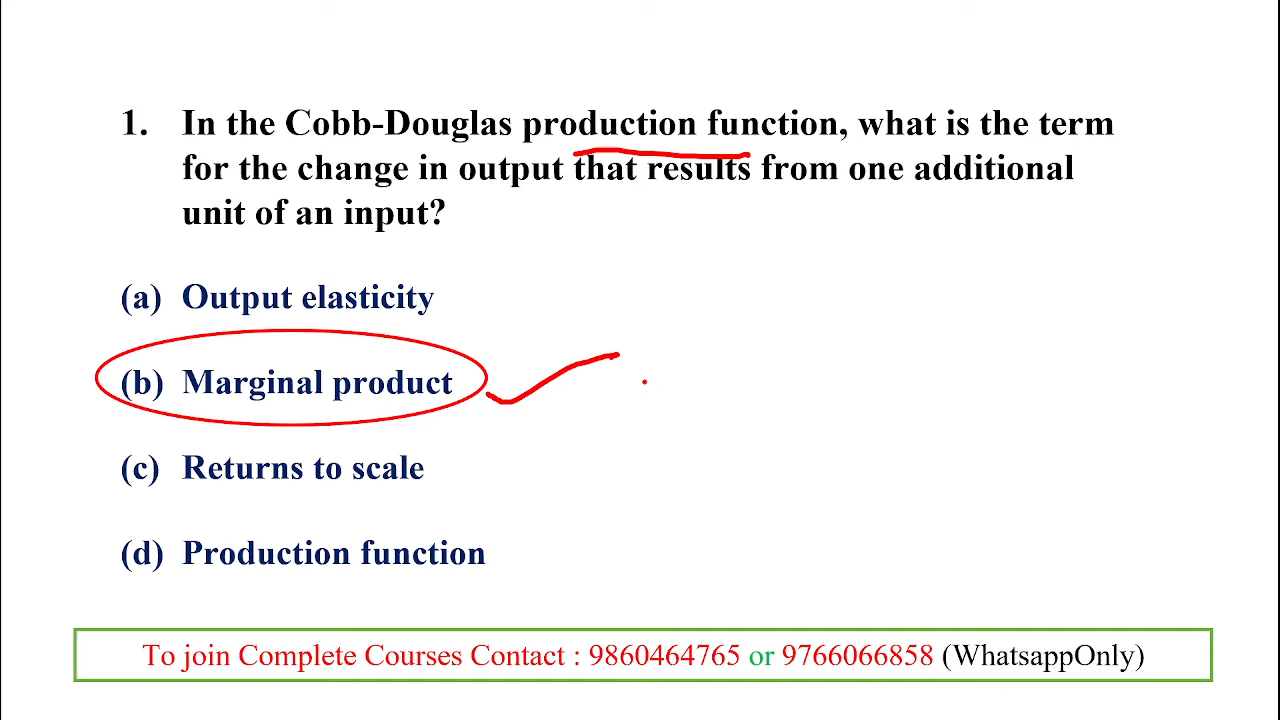 1. In the Cobb-Douglas production function, what is the term
for the change in output that results from one additional
unit of an input?
(a) Output elasticity
(b) Marginal product
(c) Returns to scale
(d) Production function
To join Complete Courses Contact : 9860464765 or 9766066858 (WhatsappOnly)